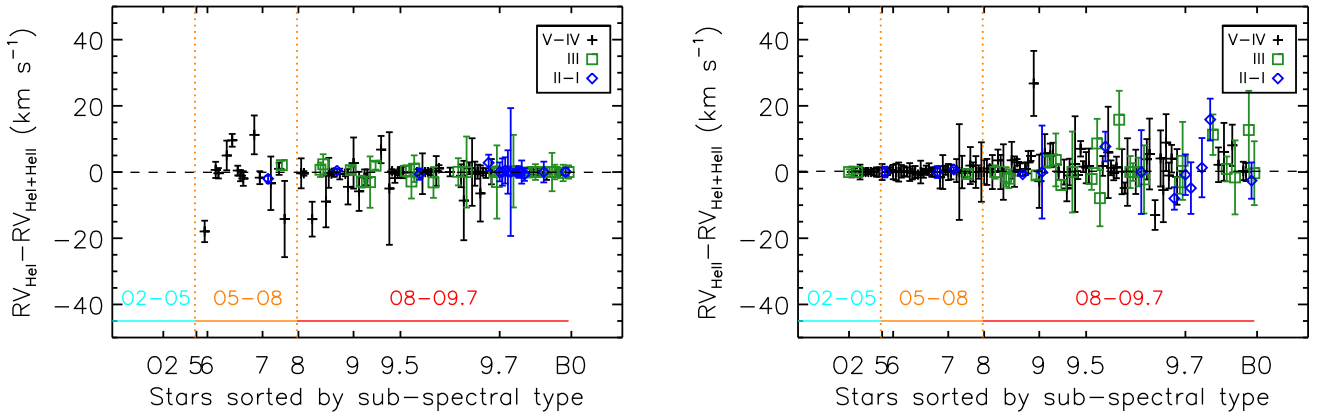 RV_HeI−RV_HeI+HeII (km s⁻¹)
40
20
0
−20
−40
V−IV
III
II−I
O2−O5
O5−O8
O8−O9.7
O2 5 6 7 8 9 9.5 9.7 B0
Stars sorted by sub−spectral type
RV_HeII−RV_HeI+HeII (km s⁻¹)
40
20
0
−20
−40
V−IV
III
II−I
O2−O5
O5−O8
O8−O9.7
O2 5 6 7 8 9 9.5 9.7 B0
Stars sorted by sub−spectral type